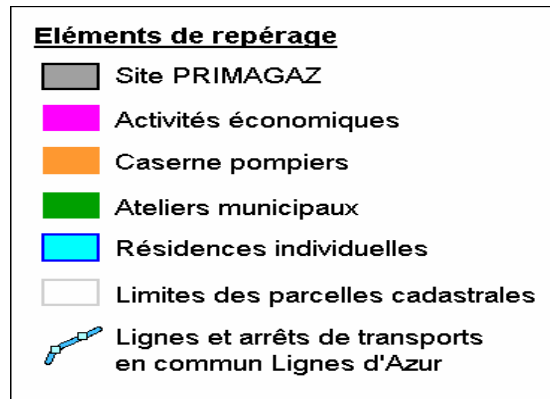 Eléments de repérage
Site PRIMAGAZ
Activités économiques
Caserne pompiers
Ateliers municipaux
Résidences individuelles
Limites des parcelles cadastrales
Lignes et arrêts de transports
en commun Lignes d'Azur